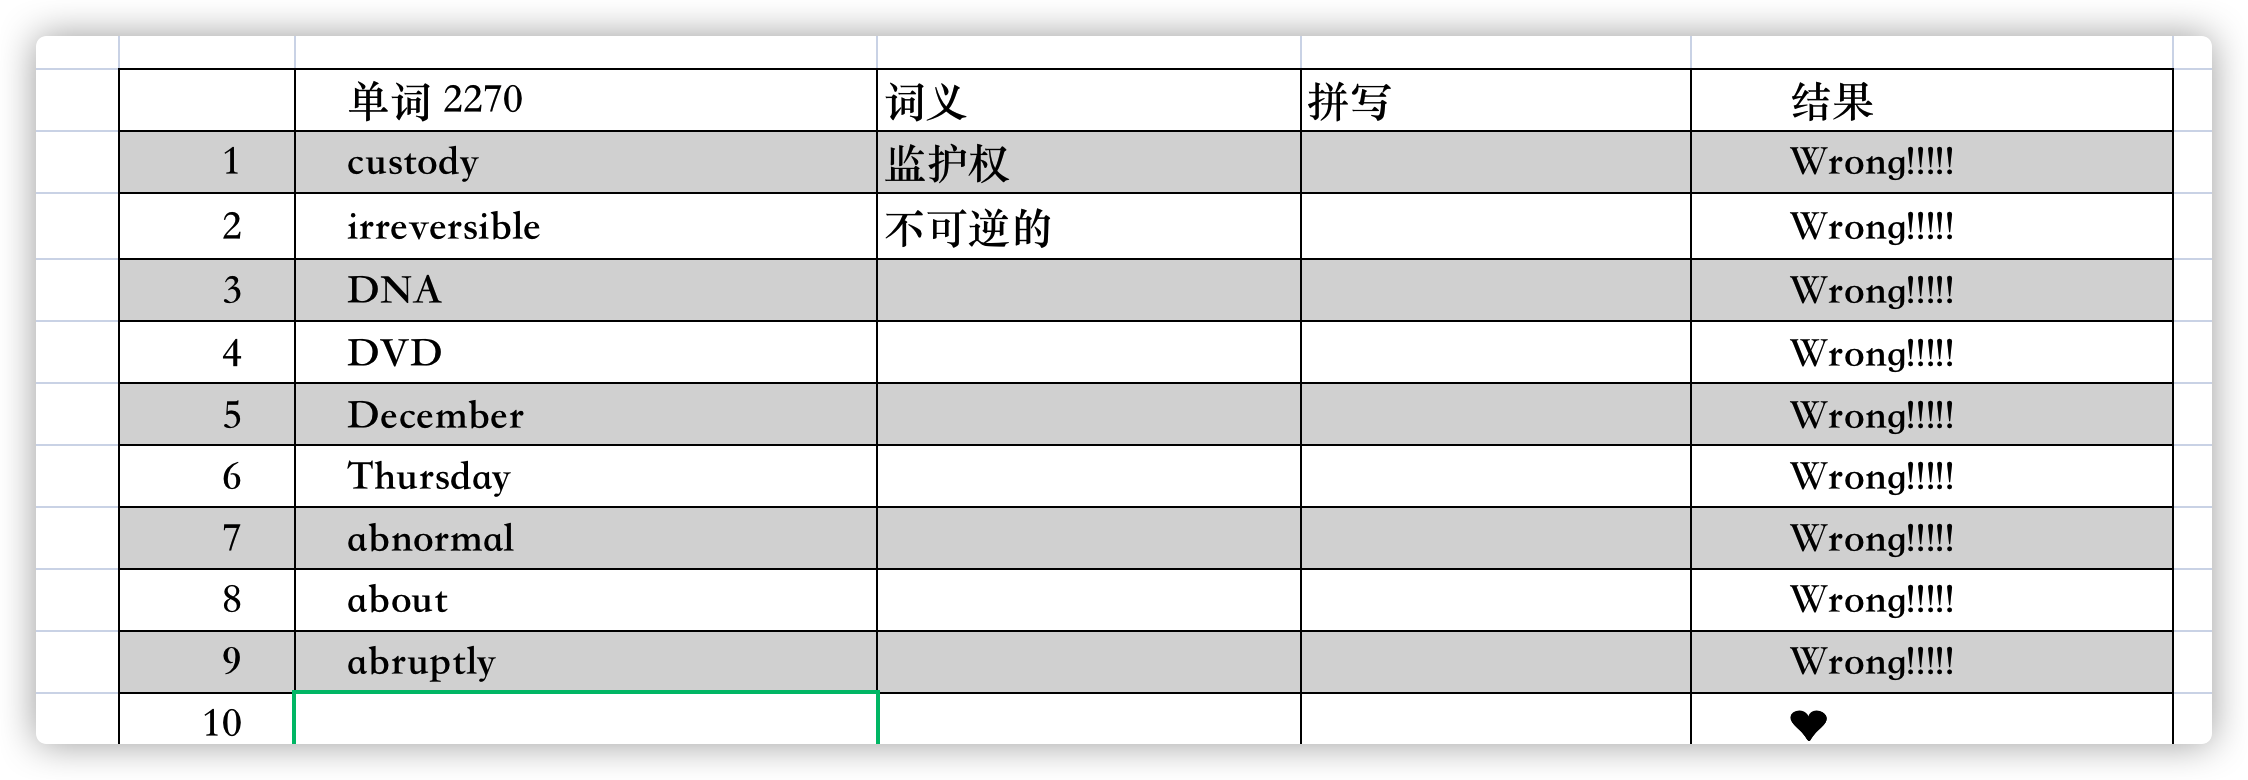 单词 2270 词义 拼写 结果
1 custody 监护权 Wrong!!!!!
2 irreversible 不可逆的 Wrong!!!!!
3 DNA Wrong!!!!!
4 DVD Wrong!!!!!
5 December Wrong!!!!!
6 Thursday Wrong!!!!!
7 abnormal Wrong!!!!!
8 about Wrong!!!!!
9 abruptly Wrong!!!!!
10 ♥